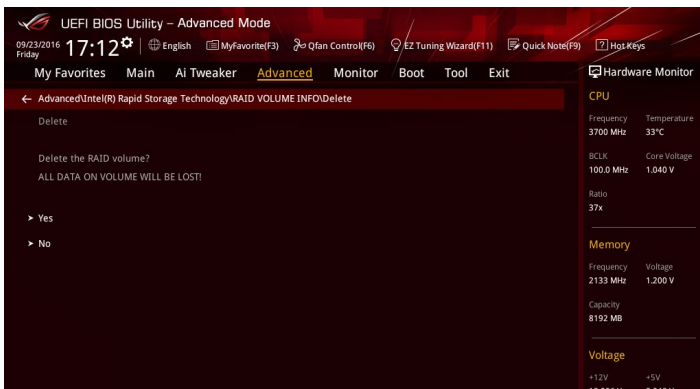 UEFI BIOS Utility – Advanced Mode
09/23/2016 Friday 17:12 English MyFavorite(F3) Qfan Control(F6) EZ Tuning Wizard(F11) Quick Note(F9) Hot Keys
My Favorites Main Ai Tweaker Advanced Monitor Boot Tool Exit
Advanced\Intel(R) Rapid Storage Technology\RAID VOLUME INFO\Delete
Delete
Delete the RAID volume?
ALL DATA ON VOLUME WILL BE LOST!
Yes
No
Hardware Monitor
CPU
Frequency Temperature
3700 MHz 33°C
BCLK Core Voltage
100.0 MHz 1.040 V
Ratio
37x
Memory
Frequency Voltage
2133 MHz 1.200 V
Capacity
8192 MB
Voltage
+12V +5V